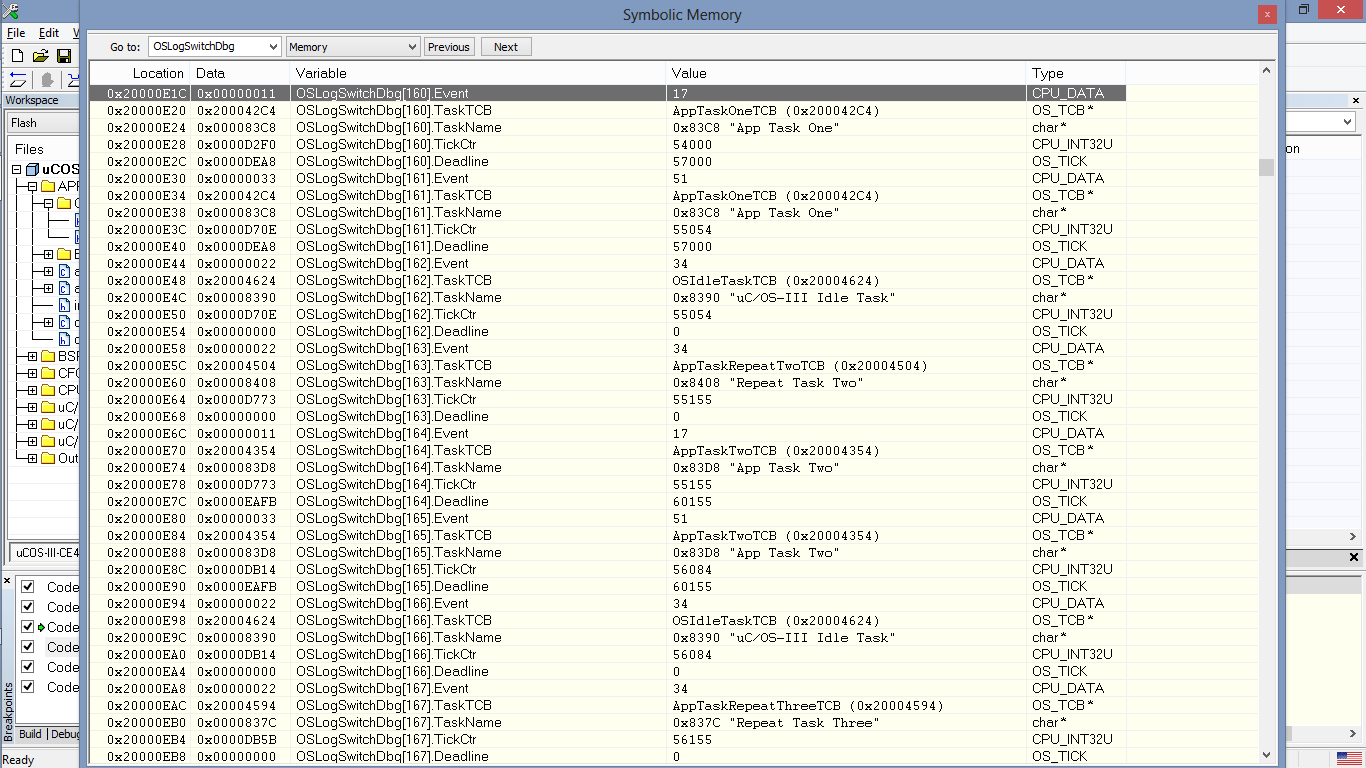 Symbolic Memory
x
File Edit V
Go to: OSLogSwitchDbg Memory Previous Next
Workspace
Flash
Files
uCOS
APP
BSP
CPU
uC/
uC/
uC/
Out
on
Location Data Variable Value Type
0x20000E1C 0x00000011 OSLogSwitchDbg[160].Event 17 CPU_DATA
0x20000E20 0x200042C4 OSLogSwitchDbg[160].TaskTCB AppTaskOneTCB (0x200042C4) OS_TCB*
0x20000E24 0x000083C8 OSLogSwitchDbg[160].TaskName 0x83C8 "App Task One" char*
0x20000E28 0x0000D2F0 OSLogSwitchDbg[160].TickCtr 54000 CPU_INT32U
0x20000E2C 0x0000DEA8 OSLogSwitchDbg[160].Deadline 57000 OS_TICK
0x20000E30 0x00000033 OSLogSwitchDbg[161].Event 51 CPU_DATA
0x20000E34 0x200042C4 OSLogSwitchDbg[161].TaskTCB AppTaskOneTCB (0x200042C4) OS_TCB*
0x20000E38 0x000083C8 OSLogSwitchDbg[161].TaskName 0x83C8 "App Task One" char*
0x20000E3C 0x0000D70E OSLogSwitchDbg[161].TickCtr 55054 CPU_INT32U
0x20000E40 0x0000DEA8 OSLogSwitchDbg[161].Deadline 57000 OS_TICK
0x20000E44 0x00000022 OSLogSwitchDbg[162].Event 34 CPU_DATA
0x20000E48 0x20004624 OSLogSwitchDbg[162].TaskTCB OSIdleTaskTCB (0x20004624) OS_TCB*
0x20000E4C 0x00008390 OSLogSwitchDbg[162].TaskName 0x8390 "uC/OS-III Idle Task" char*
0x20000E50 0x0000D70E OSLogSwitchDbg[162].TickCtr 55054 CPU_INT32U
0x20000E54 0x00000000 OSLogSwitchDbg[162].Deadline 0 OS_TICK
0x20000E58 0x00000022 OSLogSwitchDbg[163].Event 34 CPU_DATA
0x20000E5C 0x20004504 OSLogSwitchDbg[163].TaskTCB AppTaskRepeatTwoTCB (0x20004504) OS_TCB*
0x20000E60 0x00008408 OSLogSwitchDbg[163].TaskName 0x8408 "Repeat Task Two" char*
0x20000E64 0x0000D773 OSLogSwitchDbg[163].TickCtr 55155 CPU_INT32U
0x20000E68 0x00000000 OSLogSwitchDbg[163].Deadline 0 OS_TICK
0x20000E6C 0x00000011 OSLogSwitchDbg[164].Event 17 CPU_DATA
0x20000E70 0x20004354 OSLogSwitchDbg[164].TaskTCB AppTaskTwoTCB (0x20004354) OS_TCB*
0x20000E74 0x000083D8 OSLogSwitchDbg[164].TaskName 0x83D8 "App Task Two" char*
0x20000E78 0x0000D773 OSLogSwitchDbg[164].TickCtr 55155 CPU_INT32U
0x20000E7C 0x0000EAFB OSLogSwitchDbg[164].Deadline 60155 OS_TICK
0x20000E80 0x00000033 OSLogSwitchDbg[165].Event 51 CPU_DATA
0x20000E84 0x20004354 OSLogSwitchDbg[165].TaskTCB AppTaskTwoTCB (0x20004354) OS_TCB*
0x20000E88 0x000083D8 OSLogSwitchDbg[165].TaskName 0x83D8 "App Task Two" char*
0x20000E8C 0x0000DB14 OSLogSwitchDbg[165].TickCtr 56084 CPU_INT32U
0x20000E90 0x0000EAFB OSLogSwitchDbg[165].Deadline 60155 OS_TICK
0x20000E94 0x00000022 OSLogSwitchDbg[166].Event 34 CPU_DATA
0x20000E98 0x20004624 OSLogSwitchDbg[166].TaskTCB OSIdleTaskTCB (0x20004624) OS_TCB*
0x20000E9C 0x00008390 OSLogSwitchDbg[166].TaskName 0x8390 "uC/OS-III Idle Task" char*
0x20000EA0 0x0000DB14 OSLogSwitchDbg[166].TickCtr 56084 CPU_INT32U
0x20000EA4 0x00000000 OSLogSwitchDbg[166].Deadline 0 OS_TICK
0x20000EA8 0x00000022 OSLogSwitchDbg[167].Event 34 CPU_DATA
0x20000EAC 0x20004594 OSLogSwitchDbg[167].TaskTCB AppTaskRepeatThreeTCB (0x20004594) OS_TCB*
0x20000EB0 0x0000837C OSLogSwitchDbg[167].TaskName 0x837C "Repeat Task Three" char*
0x20000EB4 0x0000DB5B OSLogSwitchDbg[167].TickCtr 56155 CPU_INT32U
0x20000EB8 0x00000000 OSLogSwitchDbg[167].Deadline 0 OS_TICK
uCOS-III-CE4
Code
Code
Code
Code
Code
Code
Breakpoints
Build Debug
Ready